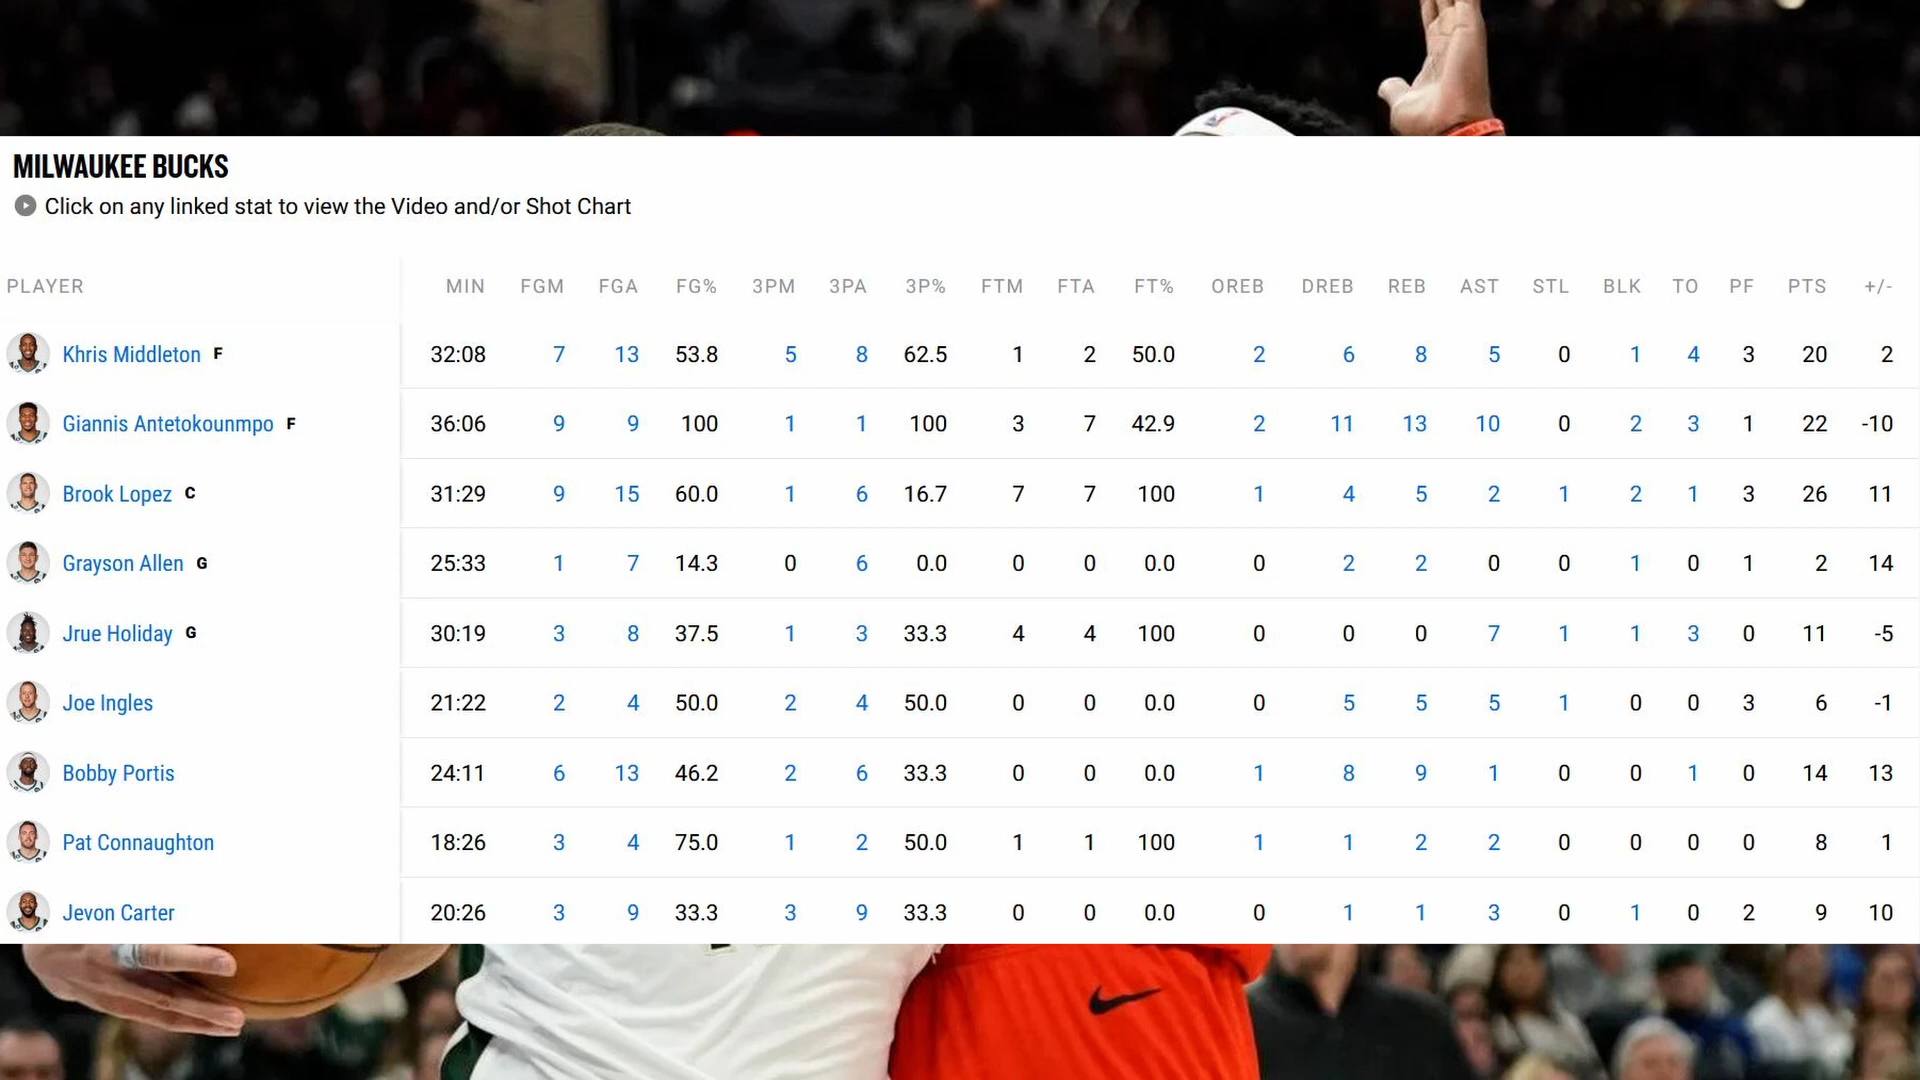 MILWAUKEE BUCKS
Click on any linked stat to view the Video and/or Shot Chart
PLAYER MIN FGM FGA FG% 3PM 3PA 3P% FTM FTA FT% OREB DREB REB AST STL BLK TO PF PTS +/-
Khris Middleton F 32:08 7 13 53.8 5 8 62.5 1 2 50.0 2 6 8 5 0 1 4 3 20 2
Giannis Antetokounmpo F 36:06 9 9 100 1 1 100 3 7 42.9 2 11 13 10 0 2 3 1 22 -10
Brook Lopez C 31:29 9 15 60.0 1 6 16.7 7 7 100 1 4 5 2 1 2 1 3 26 11
Grayson Allen G 25:33 1 7 14.3 0 6 0.0 0 0 0.0 0 2 2 0 0 1 0 1 2 14
Jrue Holiday G 30:19 3 8 37.5 1 3 33.3 4 4 100 0 0 0 7 1 1 3 0 11 -5
Joe Ingles 21:22 2 4 50.0 2 4 50.0 0 0 0.0 0 5 5 5 1 0 0 3 6 -1
Bobby Portis 24:11 6 13 46.2 2 6 33.3 0 0 0.0 1 8 9 1 0 0 1 0 14 13
Pat Connaughton 18:26 3 4 75.0 1 2 50.0 1 1 100 1 1 2 2 0 0 0 0 8 1
Jevon Carter 20:26 3 9 33.3 3 9 33.3 0 0 0.0 0 1 1 3 0 1 0 2 9 10